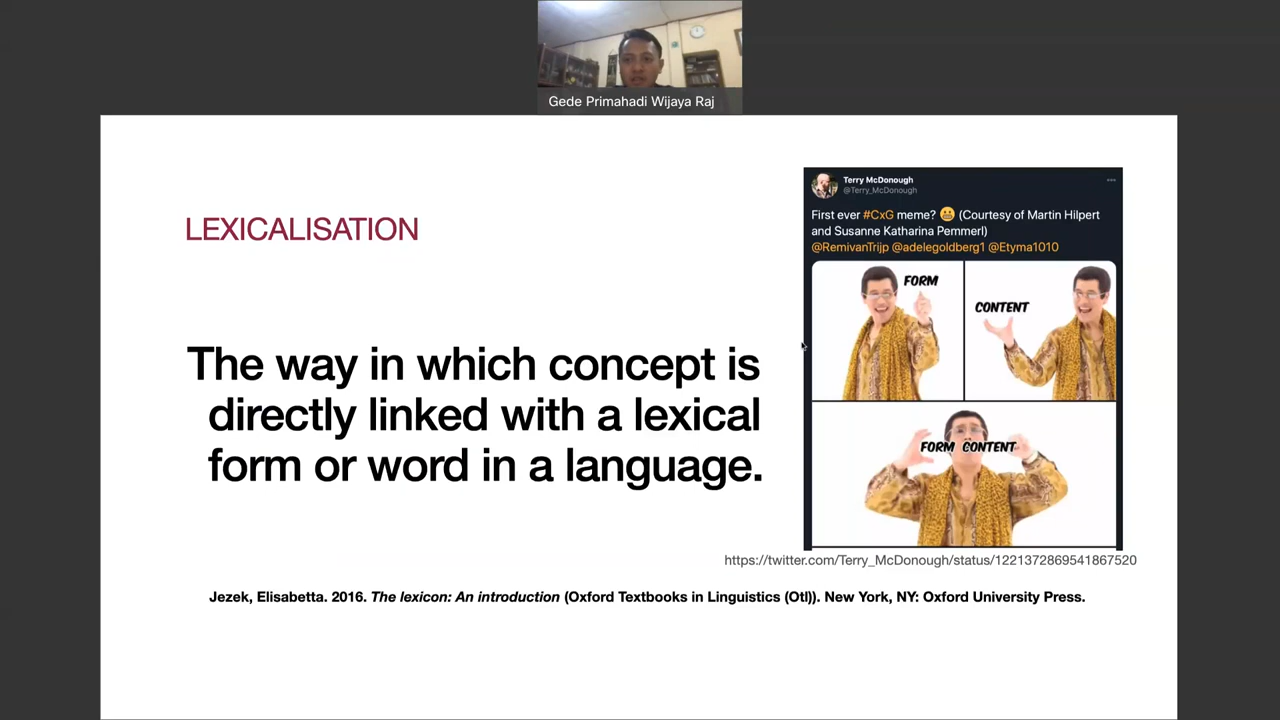 Gede Primahadi Wijaya Raj
LEXICALISATION
The way in which concept is
directly linked with a lexical
form or word in a language.
Terry McDonough
@Terry_McDonough
First ever #CxG meme? 😬 (Courtesy of Martin Hilpert
and Susanne Katharina Pemmerl)
@RemivanTrijp @adelegoldberg1 @Etyma1010
FORM
CONTENT
FORM CONTENT
https://twitter.com/Terry_McDonough/status/1221372869541867520
Jezek, Elisabetta. 2016. The lexicon: An introduction (Oxford Textbooks in Linguistics (Otl)). New York, NY: Oxford University Press.